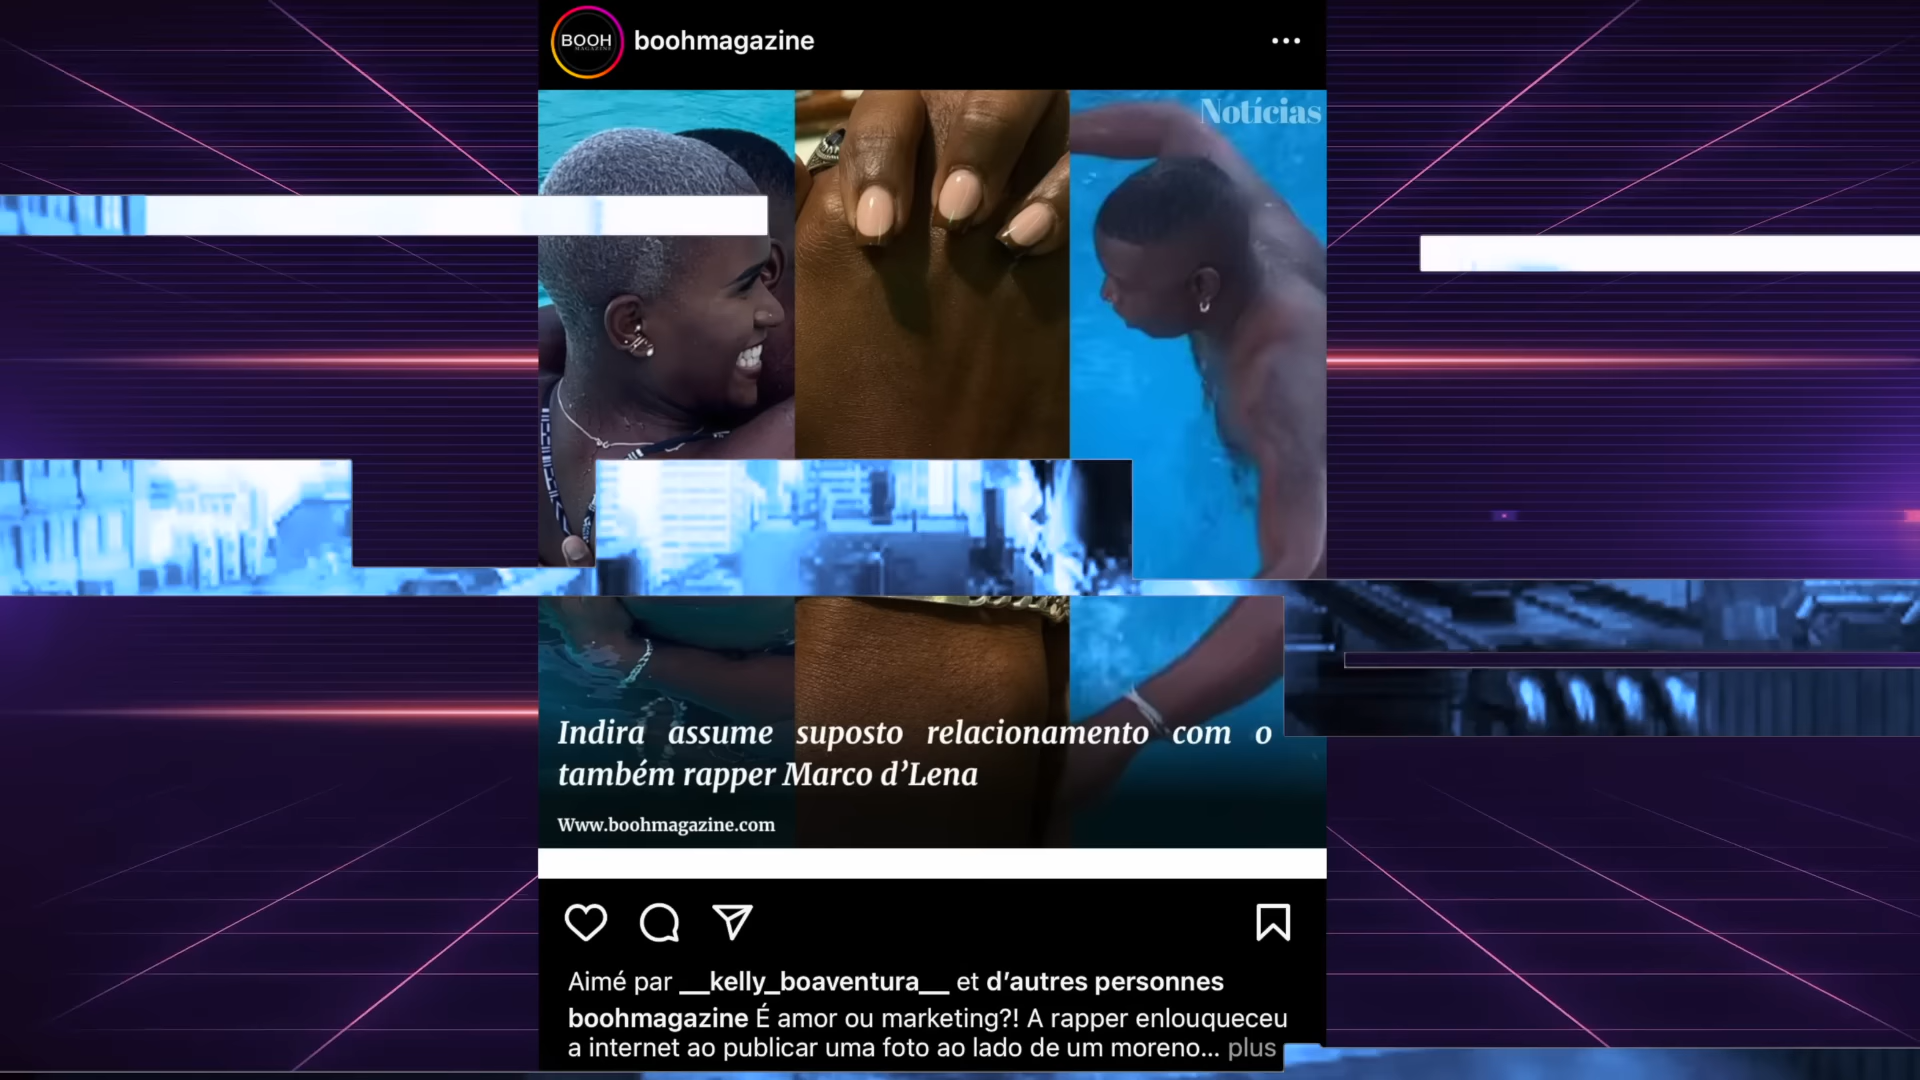 BOOH
MAGAZINE
boohmagazine
Notícias
Indira assume suposto relacionamento com o
também rapper Marco d’Lena
Www.boohmagazine.com
Aimé par __kelly_boaventura__ et d’autres personnes
boohmagazine É amor ou marketing?! A rapper enlouqueceu
a internet ao publicar uma foto ao lado de um moreno... plus